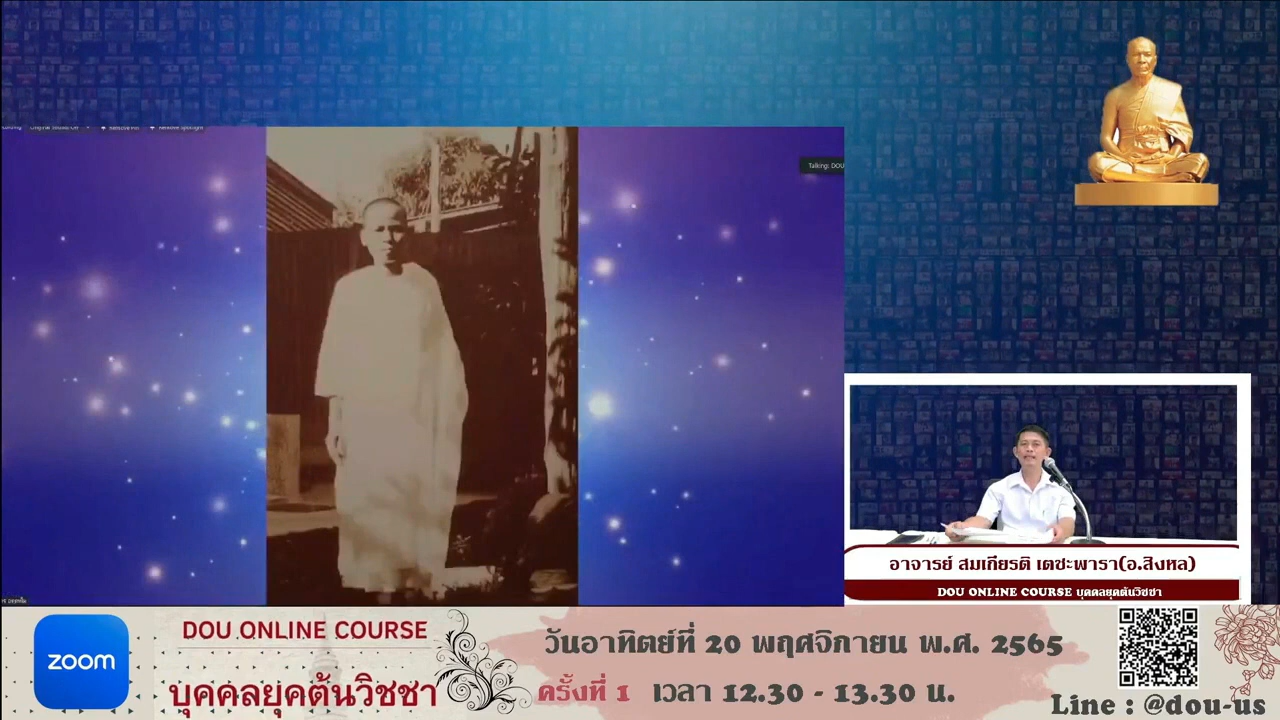 Talking: DOU
อาจารย์ สมเกียรติ เตชะพารา(อ.สิงหล)
DOU ONLINE COURSE บุคคลยุคต้นวิชชา
zoom
DOU ONLINE COURSE
บุคคลยุคต้นวิชชา
วันอาทิตย์ที่ 20 พฤศจิกายน พ.ศ. 2565
ครั้งที่ 1 เวลา 12.30 - 13.30 น.
Line : @dou-us